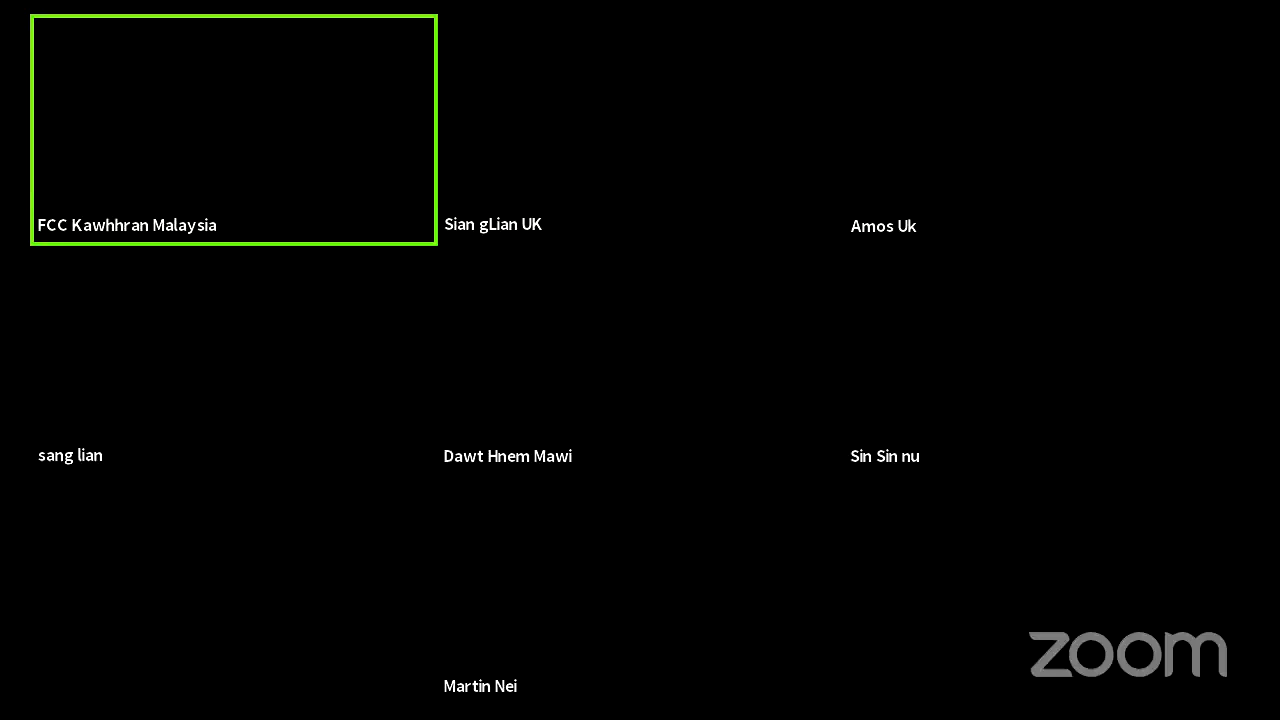 FCC Kawhhran Malaysia
Sian gLian UK
Amos Uk
sang lian
Dawt Hnem Mawi
Sin Sin nu
Martin Nei
zoom